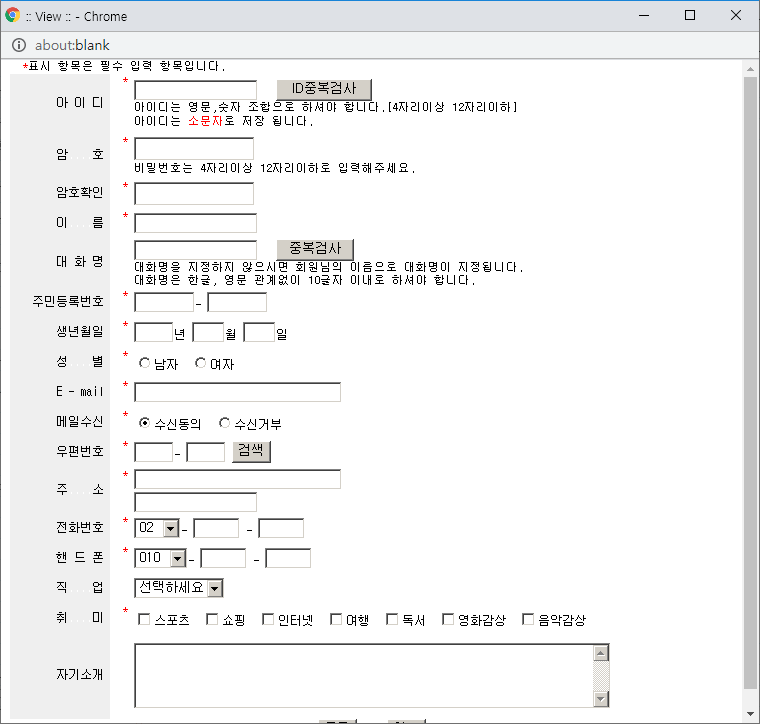 :: View :: - Chrome
about:blank
*표시 항목은 필수 입력 항목입니다.
아 이 디 * ID중복검사
아이디는 영문,숫자 조합으로 하셔야 합니다.[4자리이상 12자리이하]
아이디는 소문자로 저장 됩니다.
암 호 *
비밀번호는 4자리이상 12자리이하로 입력해주세요.
암호확인 *
이 름 *
대 화 명 중복검사
대화명을 지정하지 않으시면 회원님의 이음으로 대화명이 지정됩니다.
대화명은 한글, 영문 관계없이 10글자 이내로 하셔야 합니다.
주민등록번호 * -
생년월일 * 년 월 일
성 별 * 남자 여자
E - mail *
메일수신 * 수신동의 수신거부
우편번호 * - 검색
주 소 *
전화번호 * 02 - -
핸 드 폰 * 010 - -
직 업 선택하세요
취 미 * 스포츠 쇼핑 인터넷 여행 독서 영화감상 음악감상
자기소개